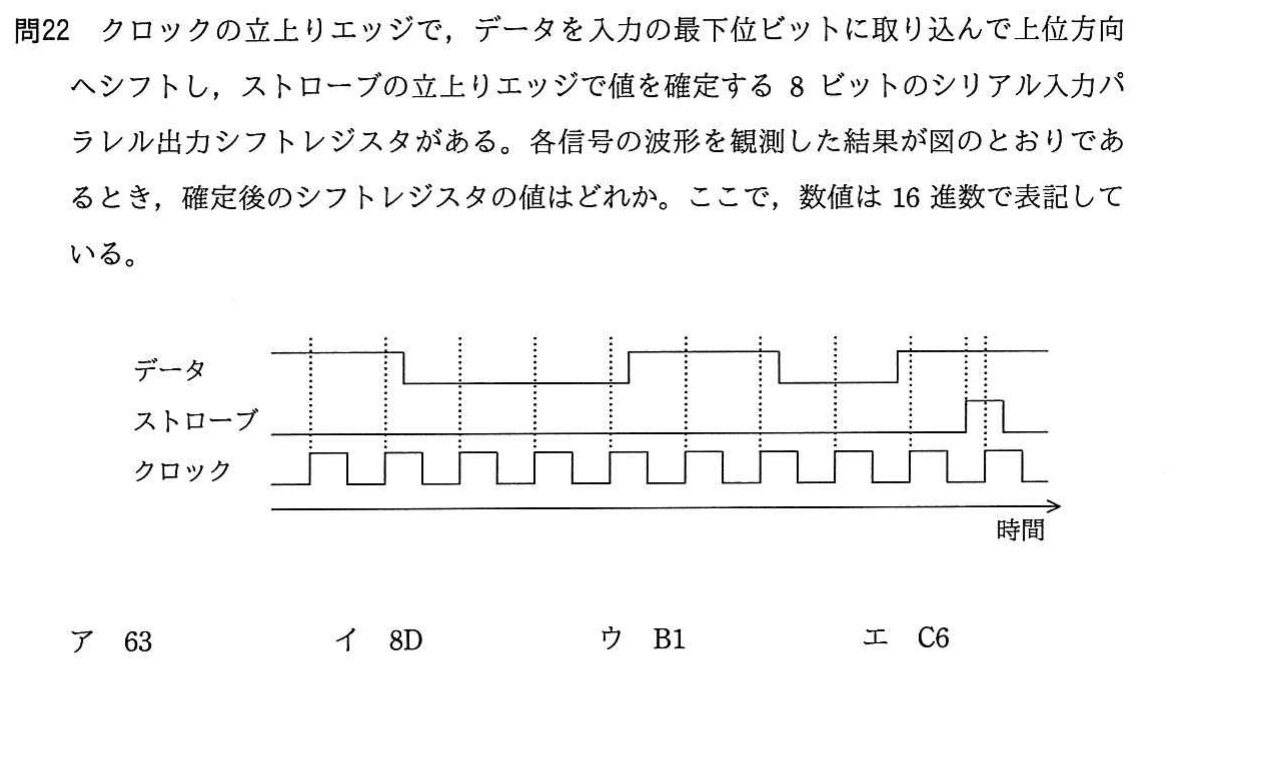 問22　クロックの立上りエッジで，データを入力の最下位ビットに取り込んで上位方向
へシフトし，ストローブの立上りエッジで値を確定する 8 ビットのシリアル入力パ
ラレル出力シフトレジスタがある。各信号の波形を観測した結果が図のとおりであ
るとき，確定後のシフトレジスタの値はどれか。ここで，数値は 16 進数で表記して
いる。
データ
ストローブ
クロック
時間
ア　63　イ　8D　ウ　B1　エ　C6